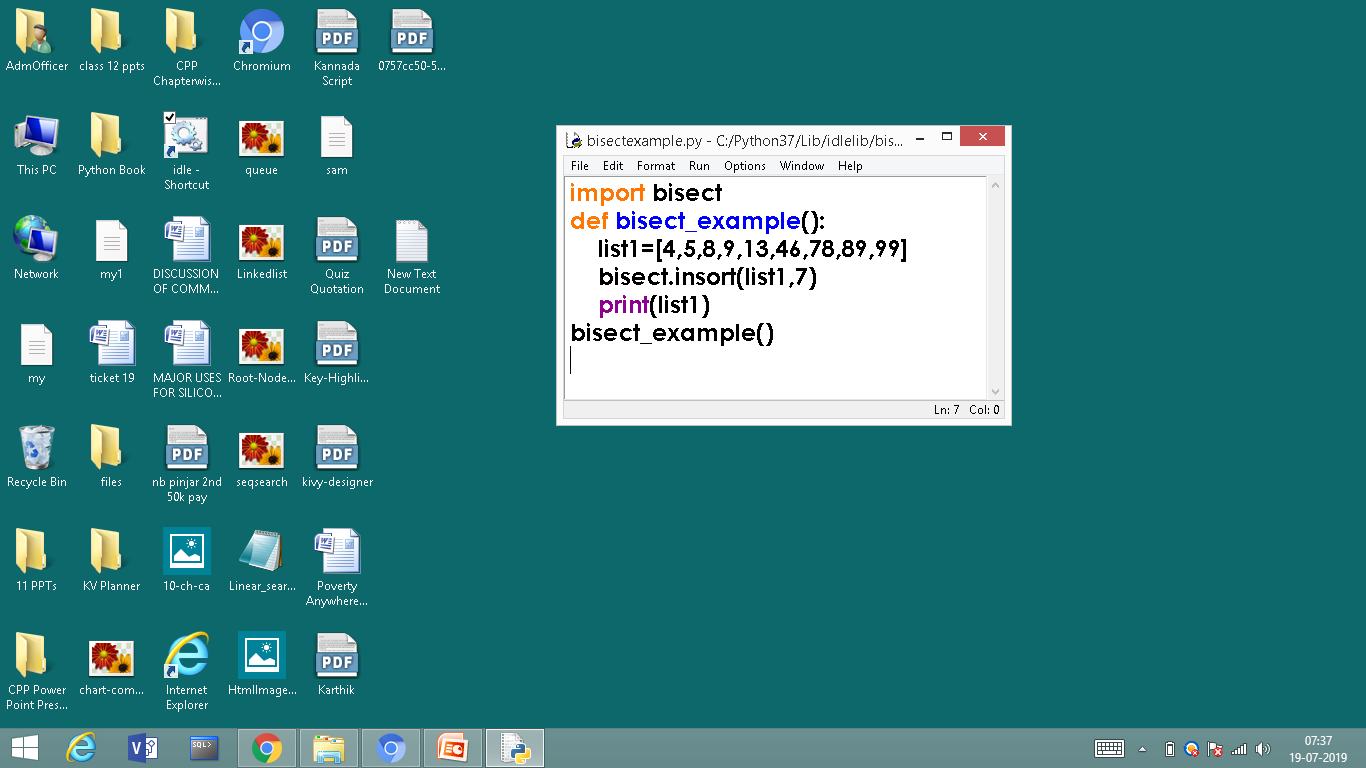 AdmOfficer
class 12 ppts
CPP
Chapterwis...
Chromium
PDF
Kannada
Script
PDF
0757cc50-5...
This PC
Python Book
idle -
Shortcut
queue
sam
Network
my1
DISCUSSION
OF COMM...
Linkedlist
PDF
Quiz
Quotation
New Text
Document
my
ticket 19
MAJOR USES
FOR SILICO...
Root-Node...
PDF
Key-Highli...
Recycle Bin
files
PDF
nb pinjar 2nd
50k pay
seqsearch
PDF
kivy-designer
11 PPTs
KV Planner
10-ch-ca
Linear_sear...
Poverty
Anywhere...
CPP Power
Point Pres...
chart-com...
Internet
Explorer
HtmlImage...
PDF
Karthik
bisectexample.py - C:/Python37/Lib/idlelib/bis...
File Edit Format Run Options Window Help
import bisect
def bisect_example():
    list1=[4,5,8,9,13,46,78,89,99]
    bisect.insort(list1,7)
    print(list1)
bisect_example()
Ln: 7 Col: 0
SQL>
07:37
19-07-2019